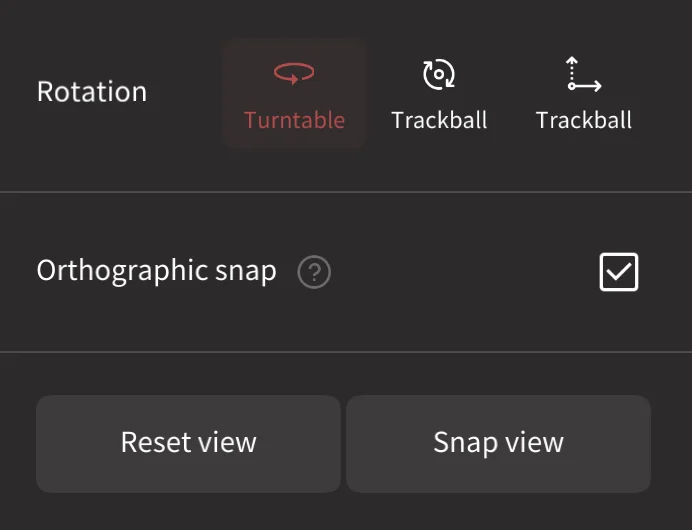 Rotation
Turntable
Trackball
Trackball
Orthographic snap ?
Reset view
Snap view